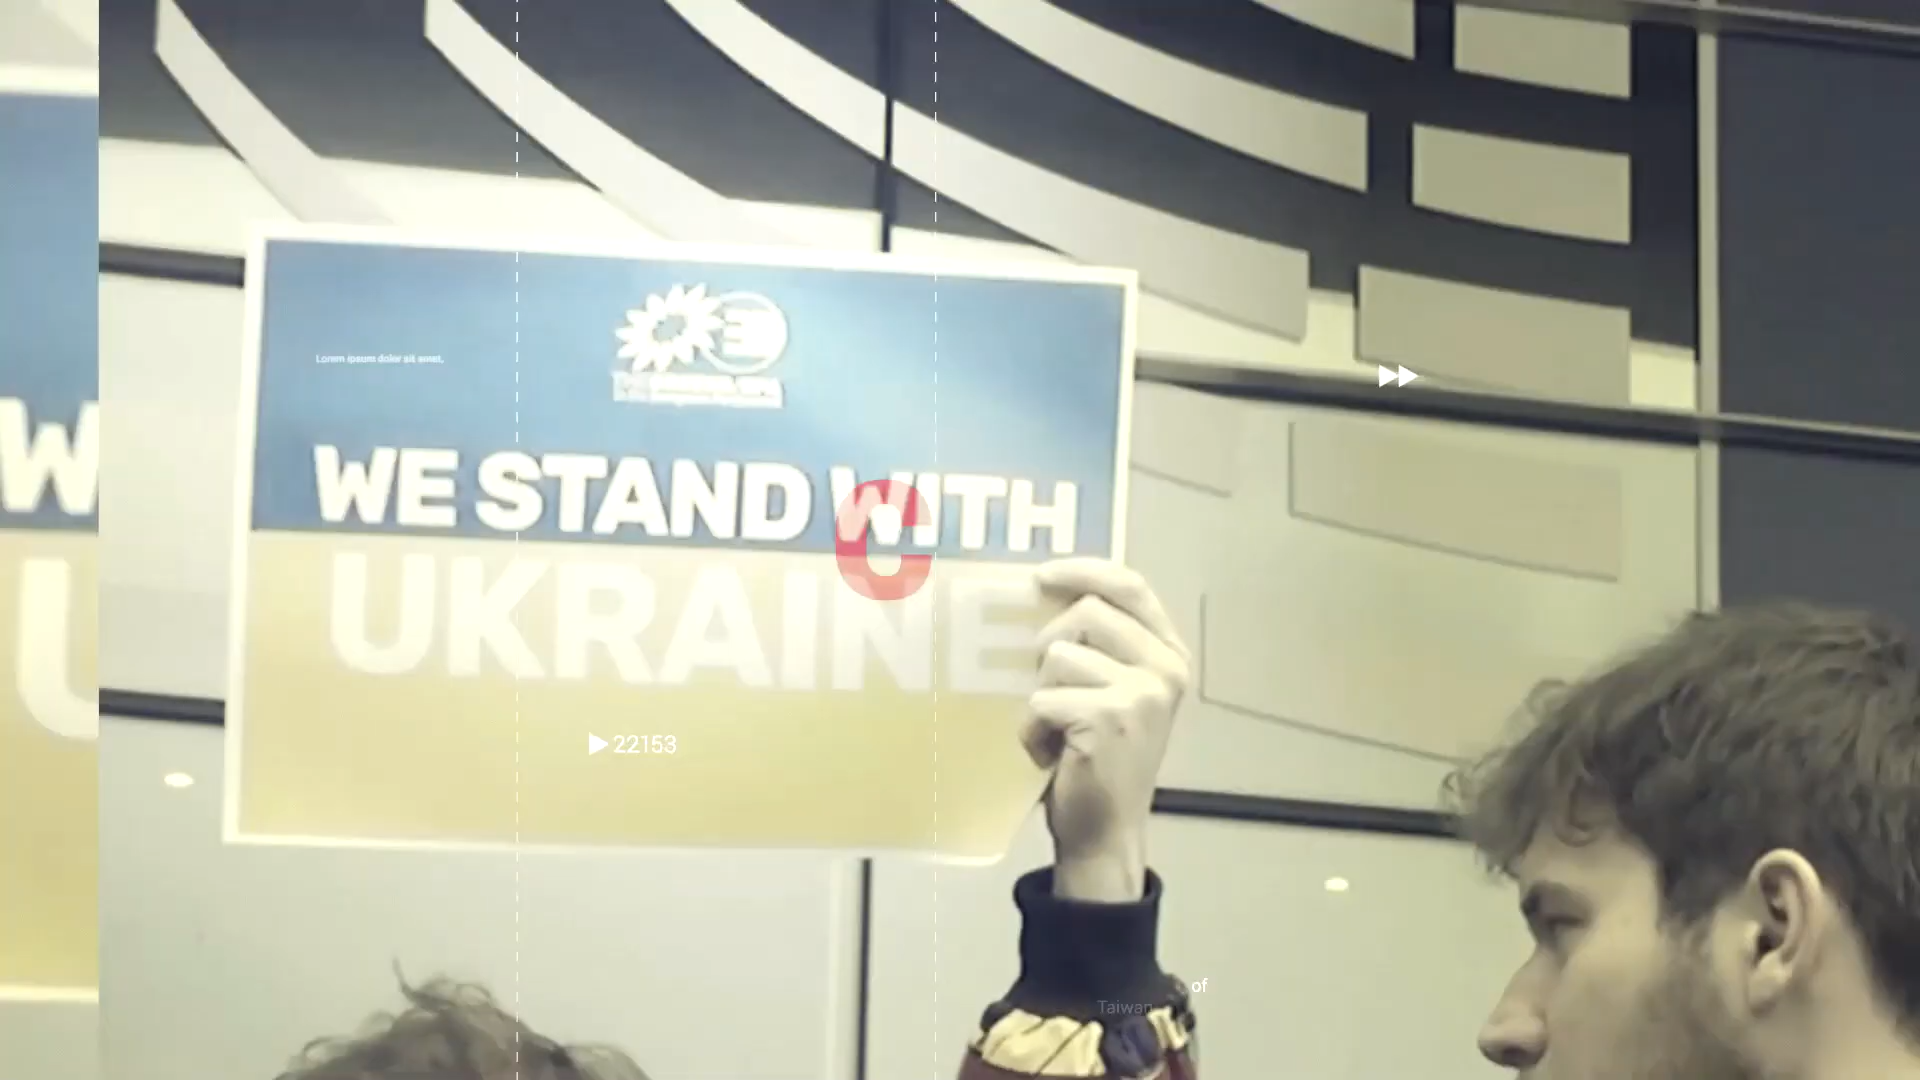 Lorem ipsum dolor sit amet,
WE STAND WITH
W
C
UKRAINE
U
22153
of
Taiwan